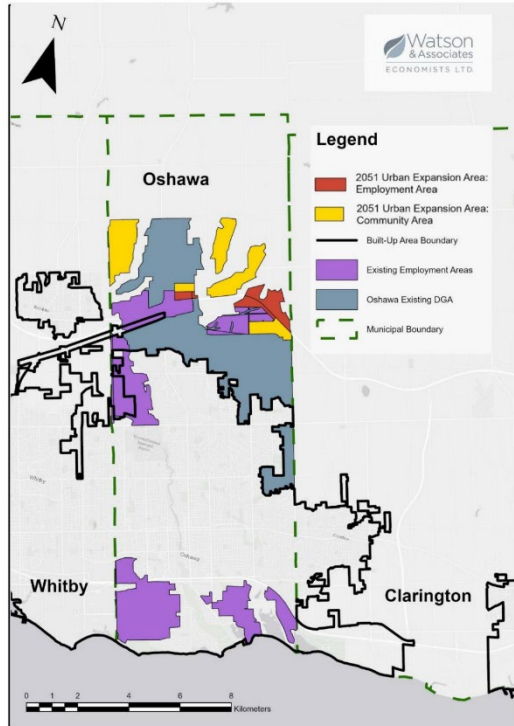 N
Watson
& Associates
ECONOMISTS LTD.
Legend
2051 Urban Expansion Area:
Employment Area
2051 Urban Expansion Area:
Community Area
Built-Up Area Boundary
Existing Employment Areas
Oshawa Existing DGA
Municipal Boundary
Oshawa
Whitby
Oshawa
Whitby
Clarington
0 1 2 4 6 8
Kilometers